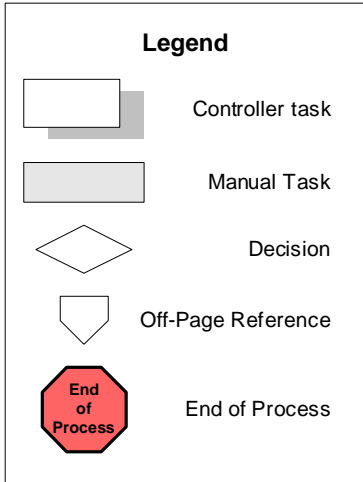 Legend
Controller task
Manual Task
Decision
Off-Page Reference
End
of
Process
End of Process